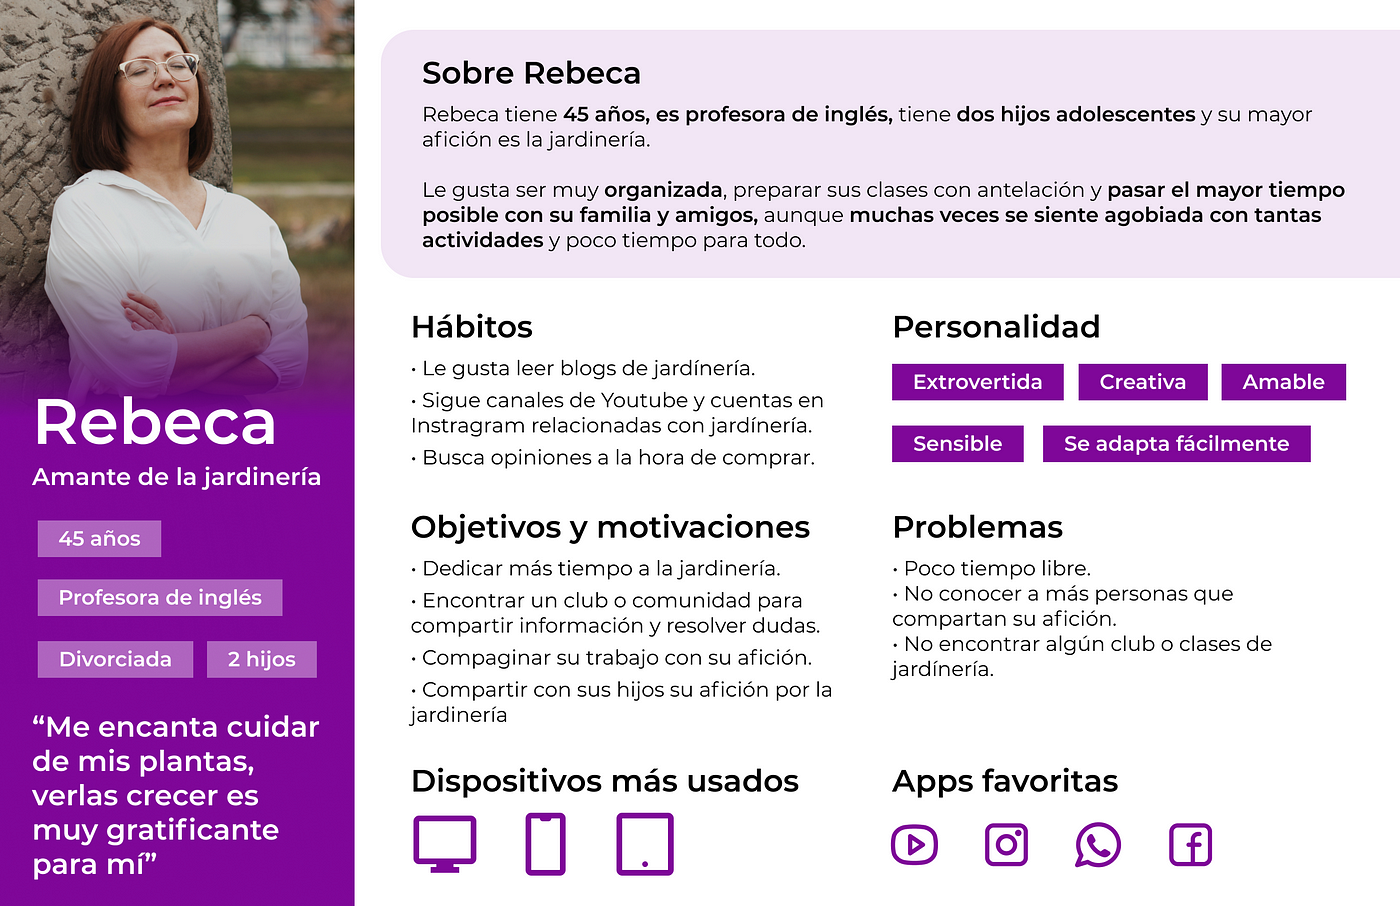 Rebeca
Amante de la jardinería
45 años
Profesora de inglés
Divorciada
2 hijos
“Me encanta cuidar
de mis plantas,
verlas crecer es
muy gratificante
para mí”
Sobre Rebeca
Rebeca tiene 45 años, es profesora de inglés, tiene dos hijos adolescentes y su mayor
afición es la jardinería.
Le gusta ser muy organizada, preparar sus clases con antelación y pasar el mayor tiempo
posible con su familia y amigos, aunque muchas veces se siente agobiada con tantas
actividades y poco tiempo para todo.
Hábitos
· Le gusta leer blogs de jardínería.
· Sigue canales de Youtube y cuentas en
Instragram relacionadas con jardínería.
· Busca opiniones a la hora de comprar.
Personalidad
Extrovertida
Creativa
Amable
Sensible
Se adapta fácilmente
Objetivos y motivaciones
· Dedicar más tiempo a la jardinería.
· Encontrar un club o comunidad para
compartir información y resolver dudas.
· Compaginar su trabajo con su afición.
· Compartir con sus hijos su afición por la
jardinería
Problemas
· Poco tiempo libre.
· No conocer a más personas que
compartan su afición.
· No encontrar algún club o clases de
jardínería.
Dispositivos más usados
Apps favoritas